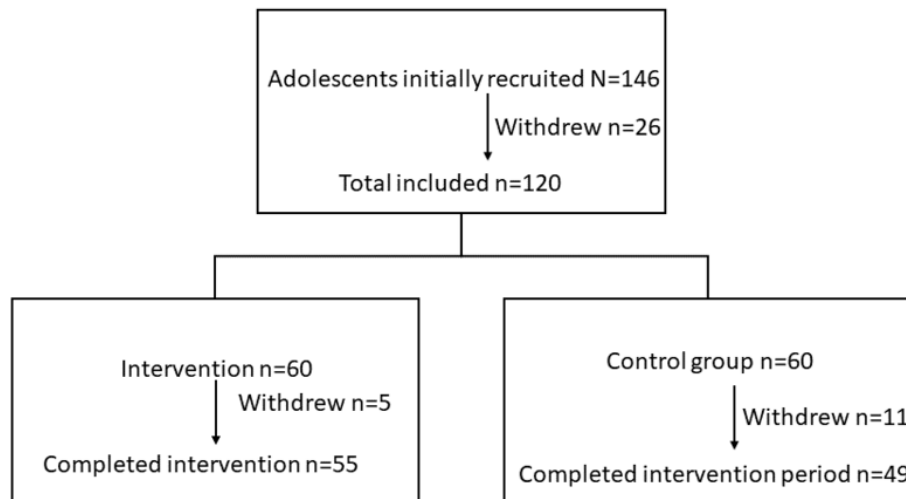 Adolescents initially recruited N=146
Withdrew n=26
Total included n=120
Intervention n=60
Withdrew n=5
Completed intervention n=55
Control group n=60
Withdrew n=11
Completed intervention period n=49